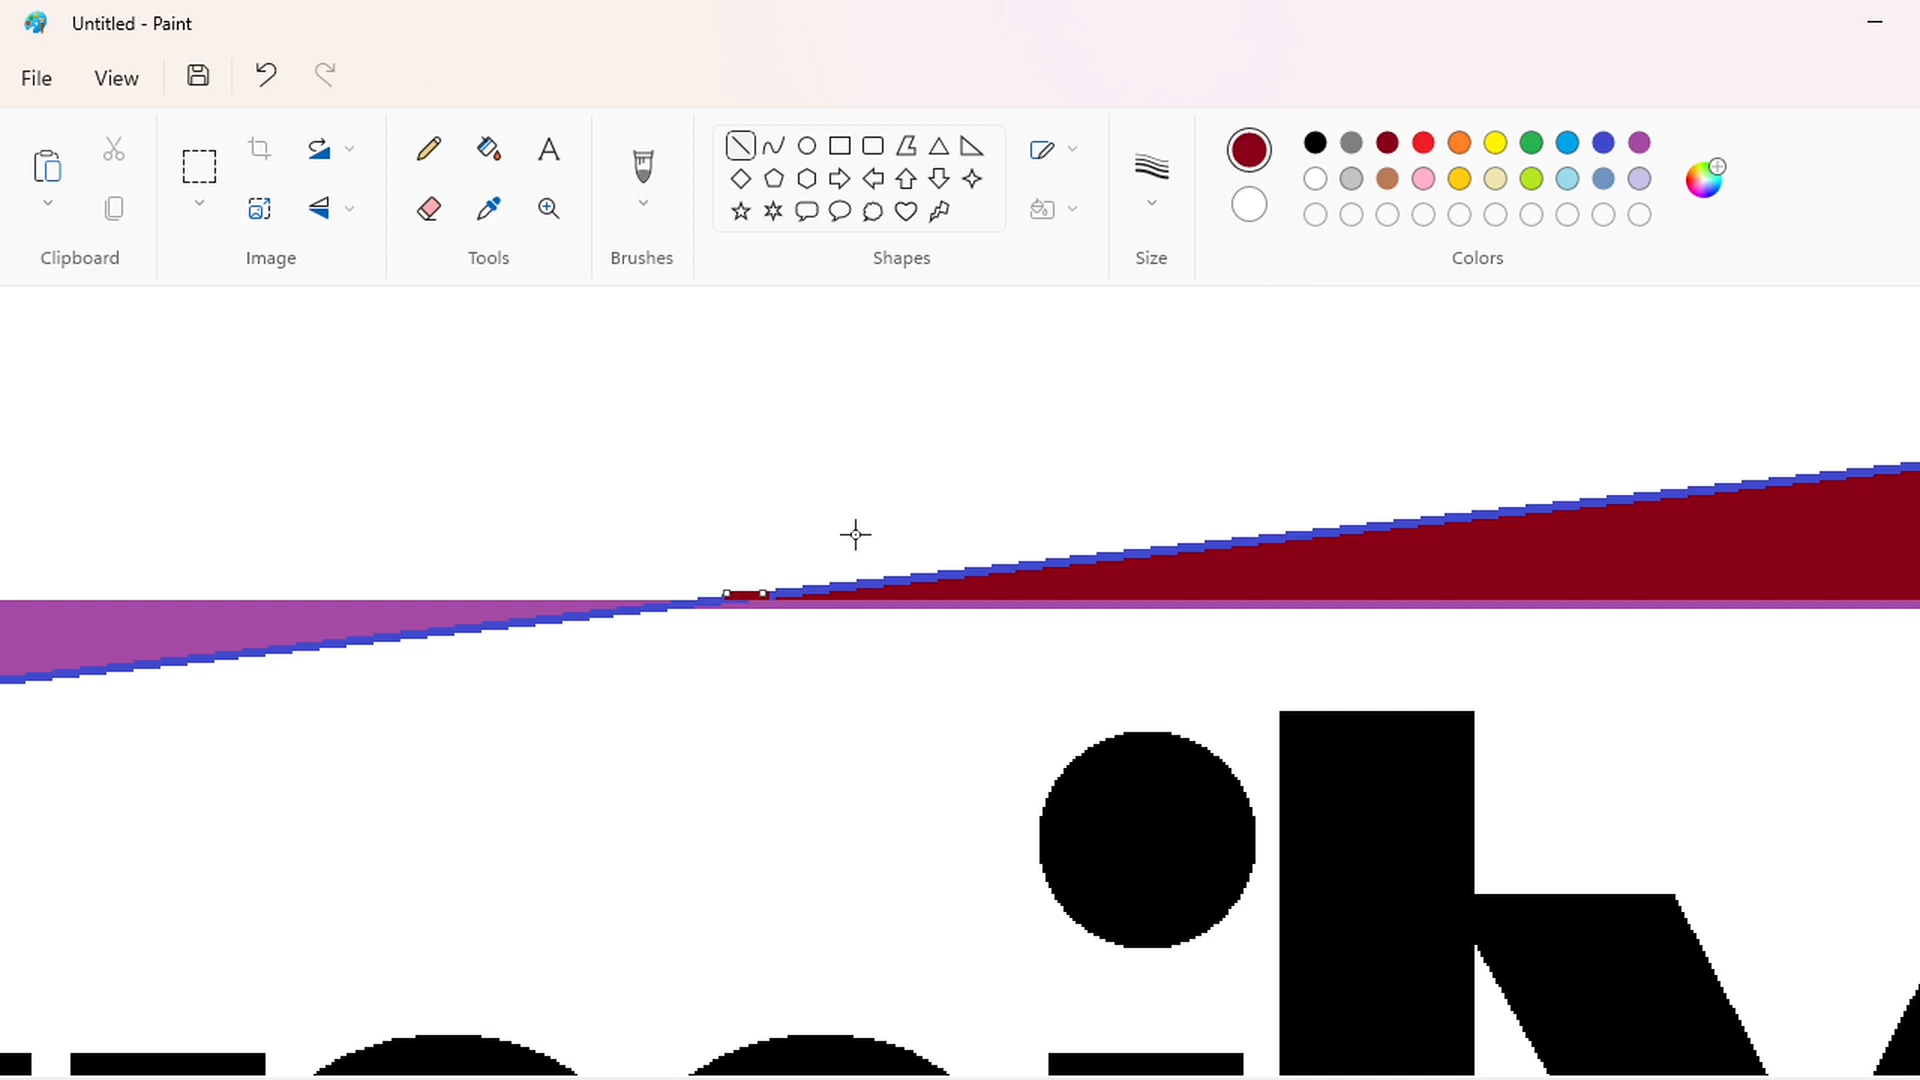 Untitled - Paint
File View
Clipboard Image Tools Brushes Shapes Size Colors